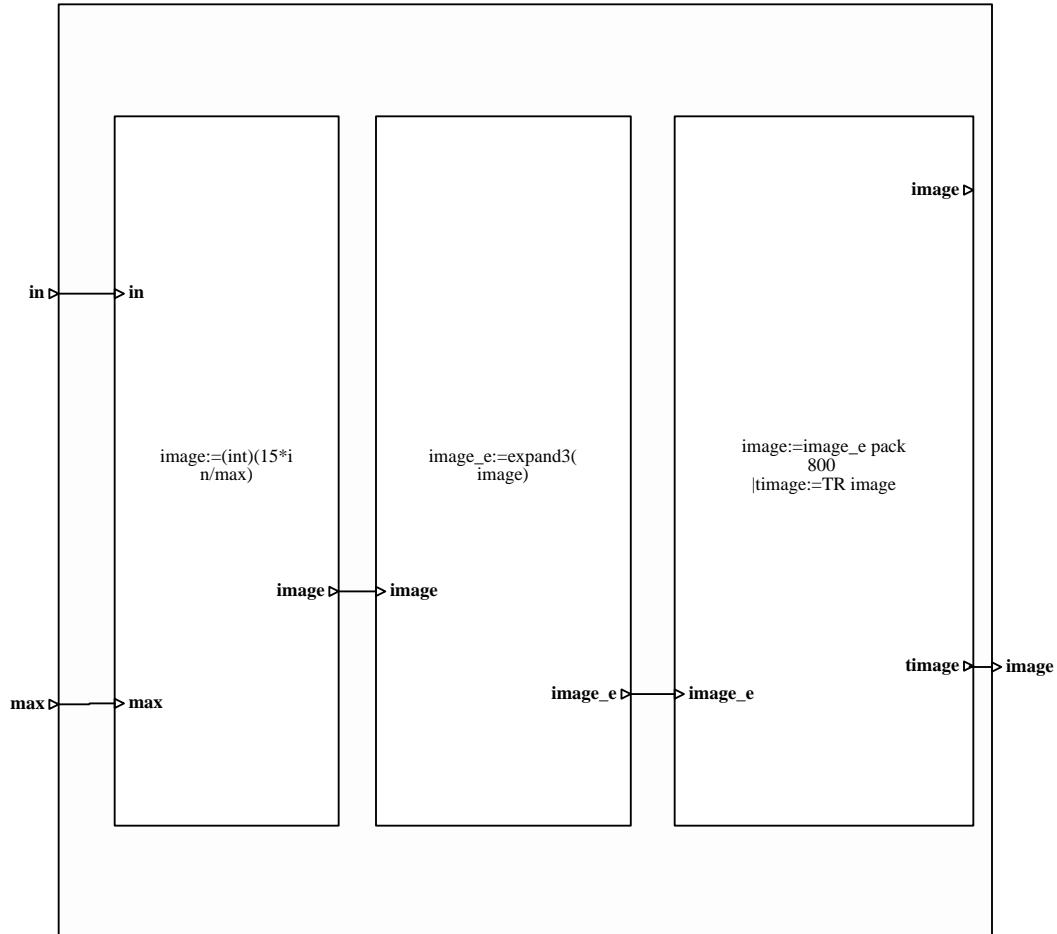 image
in
in
image:=(int)(15*i
n/max)
image_e:=expand3(
image)
image:=image_e pack
800
|timage:=TR image
image
image
timage
image
image_e
image_e
max
max